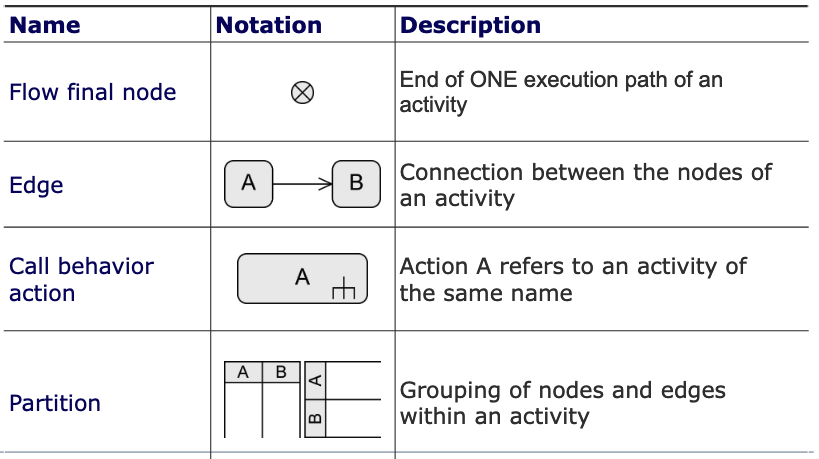 Name Notation Description
Flow final node
End of ONE execution path of an
activity
Edge
A B
Connection between the nodes of
an activity
Call behavior
action
A
Action A refers to an activity of
the same name
Partition
A B
A
B
Grouping of nodes and edges
within an activity